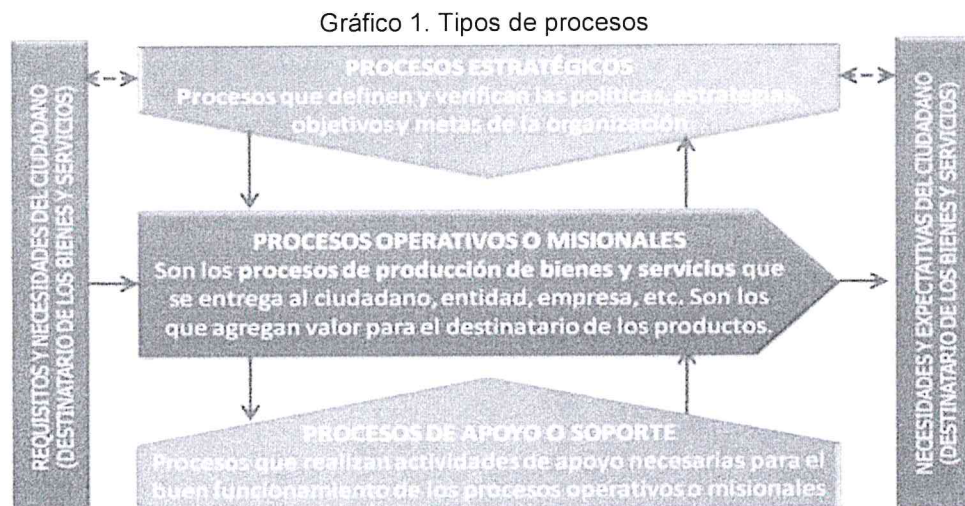 Gráfico 1. Tipos de procesos
REQUISITOS Y NECESIDADES DEL CIUDADANO
(DESTINATARIO DE LOS BIENES Y SERVICIOS)
PROCESOS ESTRATÉGICOS
Procesos que definen y verifican las políticas, estrategias,
objetivos y metas de la organización.
PROCESOS OPERATIVOS O MISIONALES
Son los procesos de producción de bienes y servicios que
se entrega al ciudadano, entidad, empresa, etc. Son los
que agregan valor para el destinatario de los productos.
PROCESOS DE APOYO O SOPORTE
Procesos que realizan actividades de apoyo necesarias para el
buen funcionamiento de los procesos operativos o misionales
NECESIDADES Y EXPECTATIVAS DEL CIUDADANO
(DESTINATARIO DE LOS BIENES Y SERVICIOS)